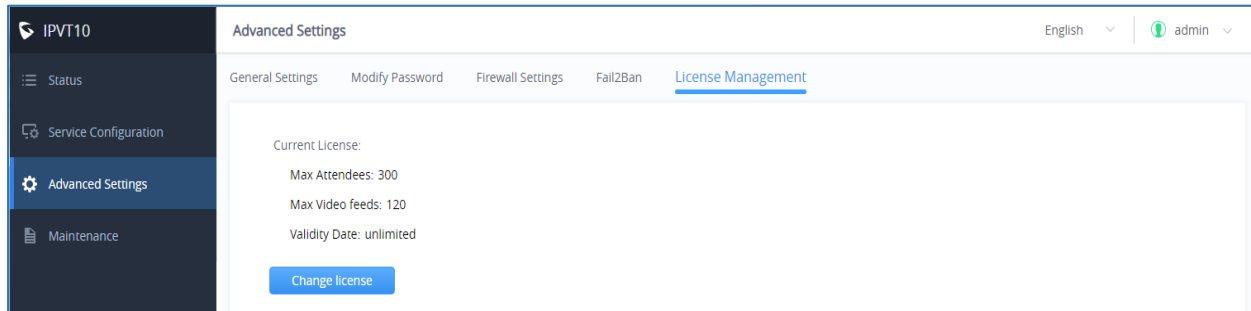 IPVT10
Advanced Settings
English
admin
Status
Service Configuration
Advanced Settings
Maintenance
General Settings
Modify Password
Firewall Settings
Fail2Ban
License Management
Current License:
Max Attendees: 300
Max Video feeds: 120
Validity Date: unlimited
Change license